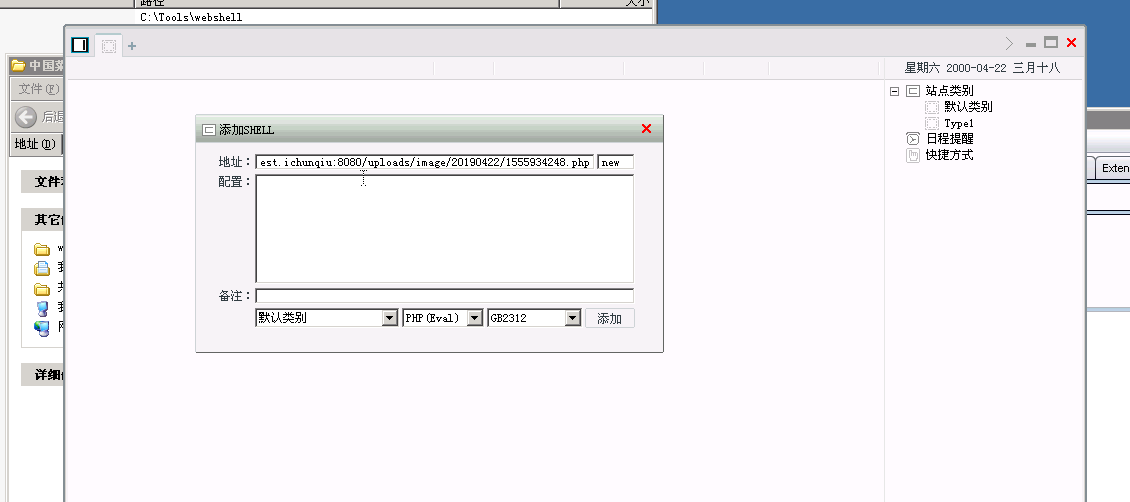 路径 大小
C:\Tools\webshell
中国菜
文件(F)
后退
地址(D)
其它位
详细信
星期六 2000-04-22 三月十八
站点类别
默认类别
Type1
日程提醒
快捷方式
Exten
添加SHELL
地址: est.ichunqiu:8080/uploads/image/20190422/1555934248.php new
配置:
备注:
默认类别 PHP(Eval) GB2312 添加